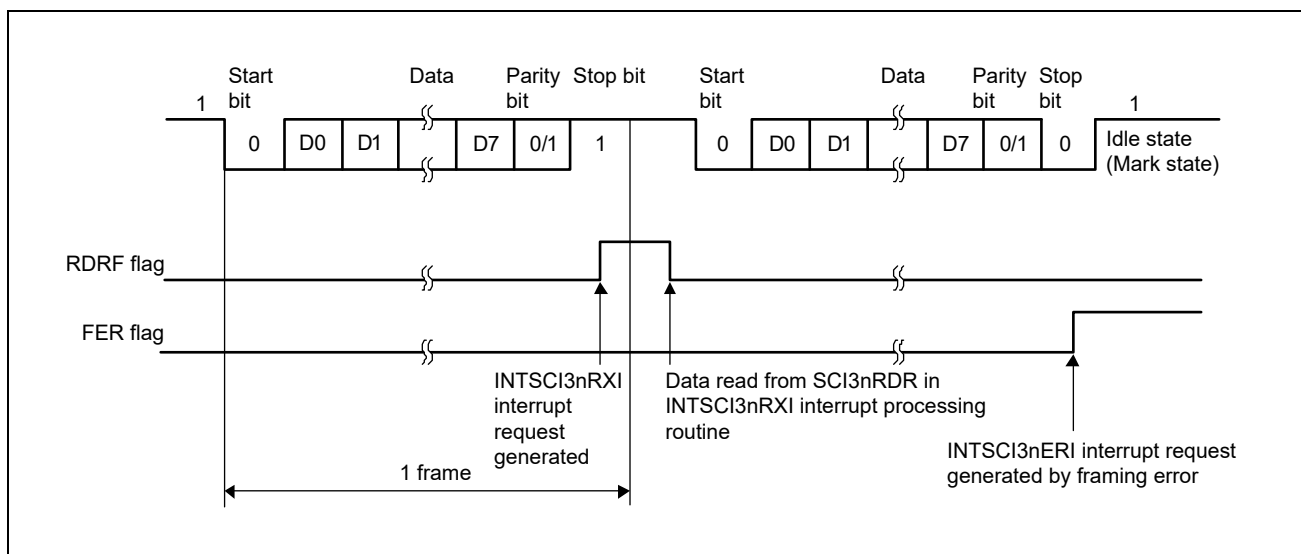 Start
bit
Data
Parity
bit
Stop bit
Start
bit
Data
Parity
bit
Stop
bit
1
1
0
D0
D1
D7
0/1
1
0
D0
D1
D7
0/1
0
Idle state
(Mark state)
RDRF flag
FER flag
INTSCI3nRXI
interrupt
request
generated
Data read from SCI3nRDR in
INTSCI3nRXI interrupt processing
routine
INTSCI3nERI interrupt request
generated by framing error
1 frame